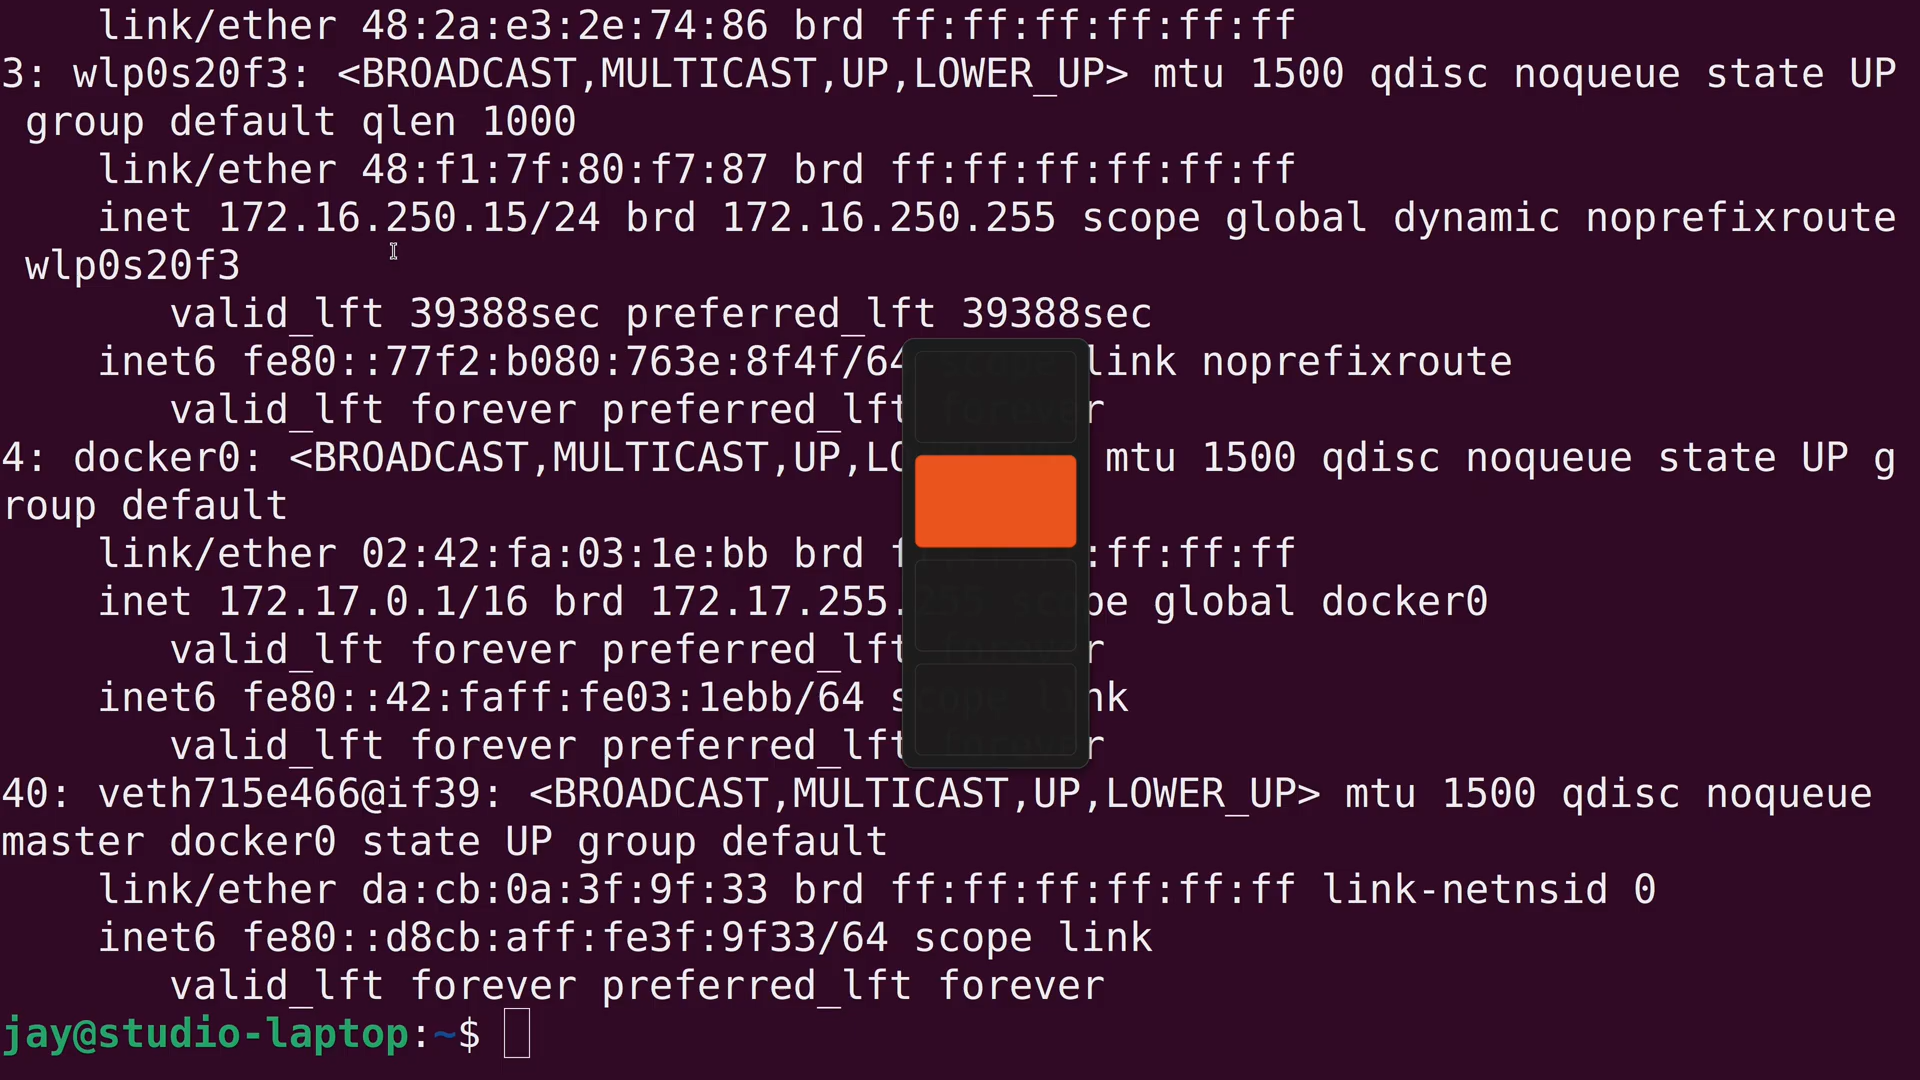 link/ether 48:2a:e3:2e:74:86 brd ff:ff:ff:ff:ff:ff
3: wlp0s20f3: <BROADCAST,MULTICAST,UP,LOWER_UP> mtu 1500 qdisc noqueue state UP
group default qlen 1000
link/ether 48:f1:7f:80:f7:87 brd ff:ff:ff:ff:ff:ff
inet 172.16.250.15/24 brd 172.16.250.255 scope global dynamic noprefixroute
wlp0s20f3
valid_lft 39388sec preferred_lft 39388sec
inet6 fe80::77f2:b080:763e:8f4f/64 scope link noprefixroute
valid_lft forever preferred_lft forever
4: docker0: <BROADCAST,MULTICAST,UP,LO mtu 1500 qdisc noqueue state UP g
roup default
link/ether 02:42:fa:03:1e:bb brd f :ff:ff:ff
inet 172.17.0.1/16 brd 172.17.255.255 scope global docker0
valid_lft forever preferred_lft forever
inet6 fe80::42:faff:fe03:1ebb/64 scope link
valid_lft forever preferred_lft forever
40: veth715e466@if39: <BROADCAST,MULTICAST,UP,LOWER_UP> mtu 1500 qdisc noqueue
master docker0 state UP group default
link/ether da:cb:0a:3f:9f:33 brd ff:ff:ff:ff:ff:ff link-netnsid 0
inet6 fe80::d8cb:aff:fe3f:9f33/64 scope link
valid_lft forever preferred_lft forever
jay@studio-laptop:~$